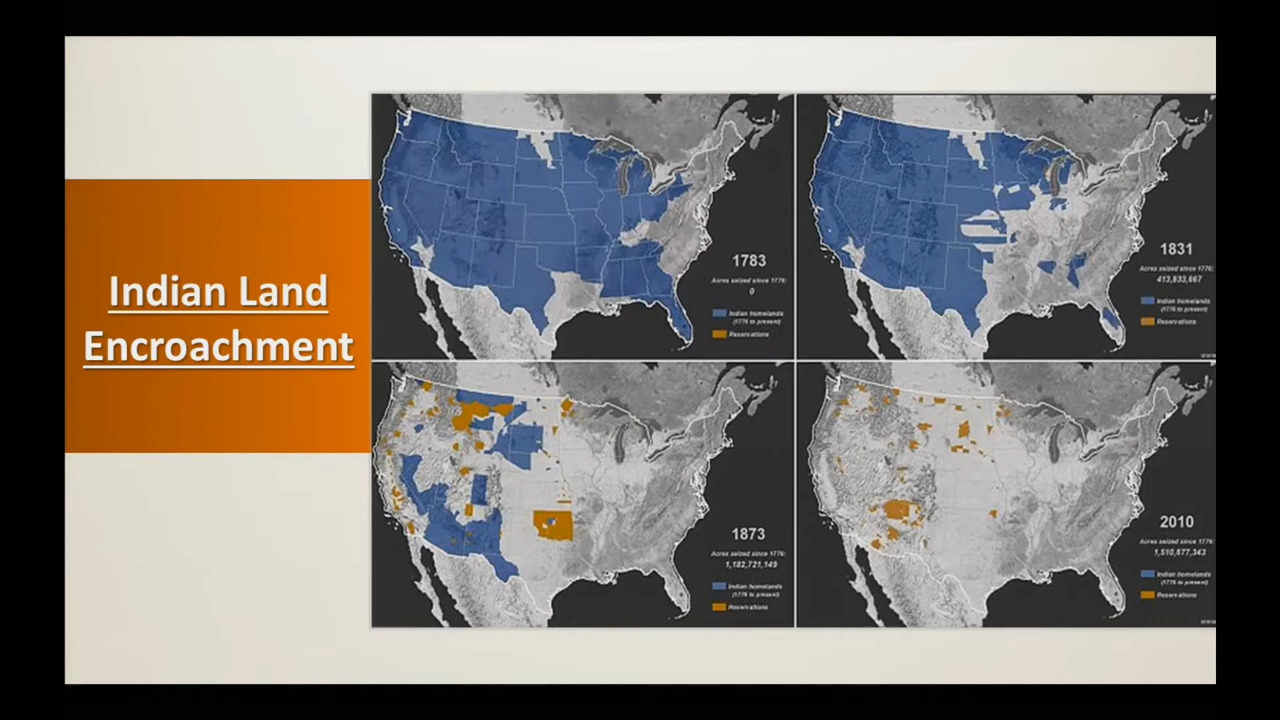 Indian Land
Encroachment
1783
Acres seized since 1776:
0
Indian homelands
(1776 to present)
Reservations
1831
Acres seized since 1776:
413,833,667
Indian homelands
(1776 to present)
Reservations
1873
Acres seized since 1776:
1,182,721,149
Indian homelands
(1776 to present)
Reservations
2010
Acres seized since 1776:
1,510,677,343
Indian homelands
(1776 to present)
Reservations